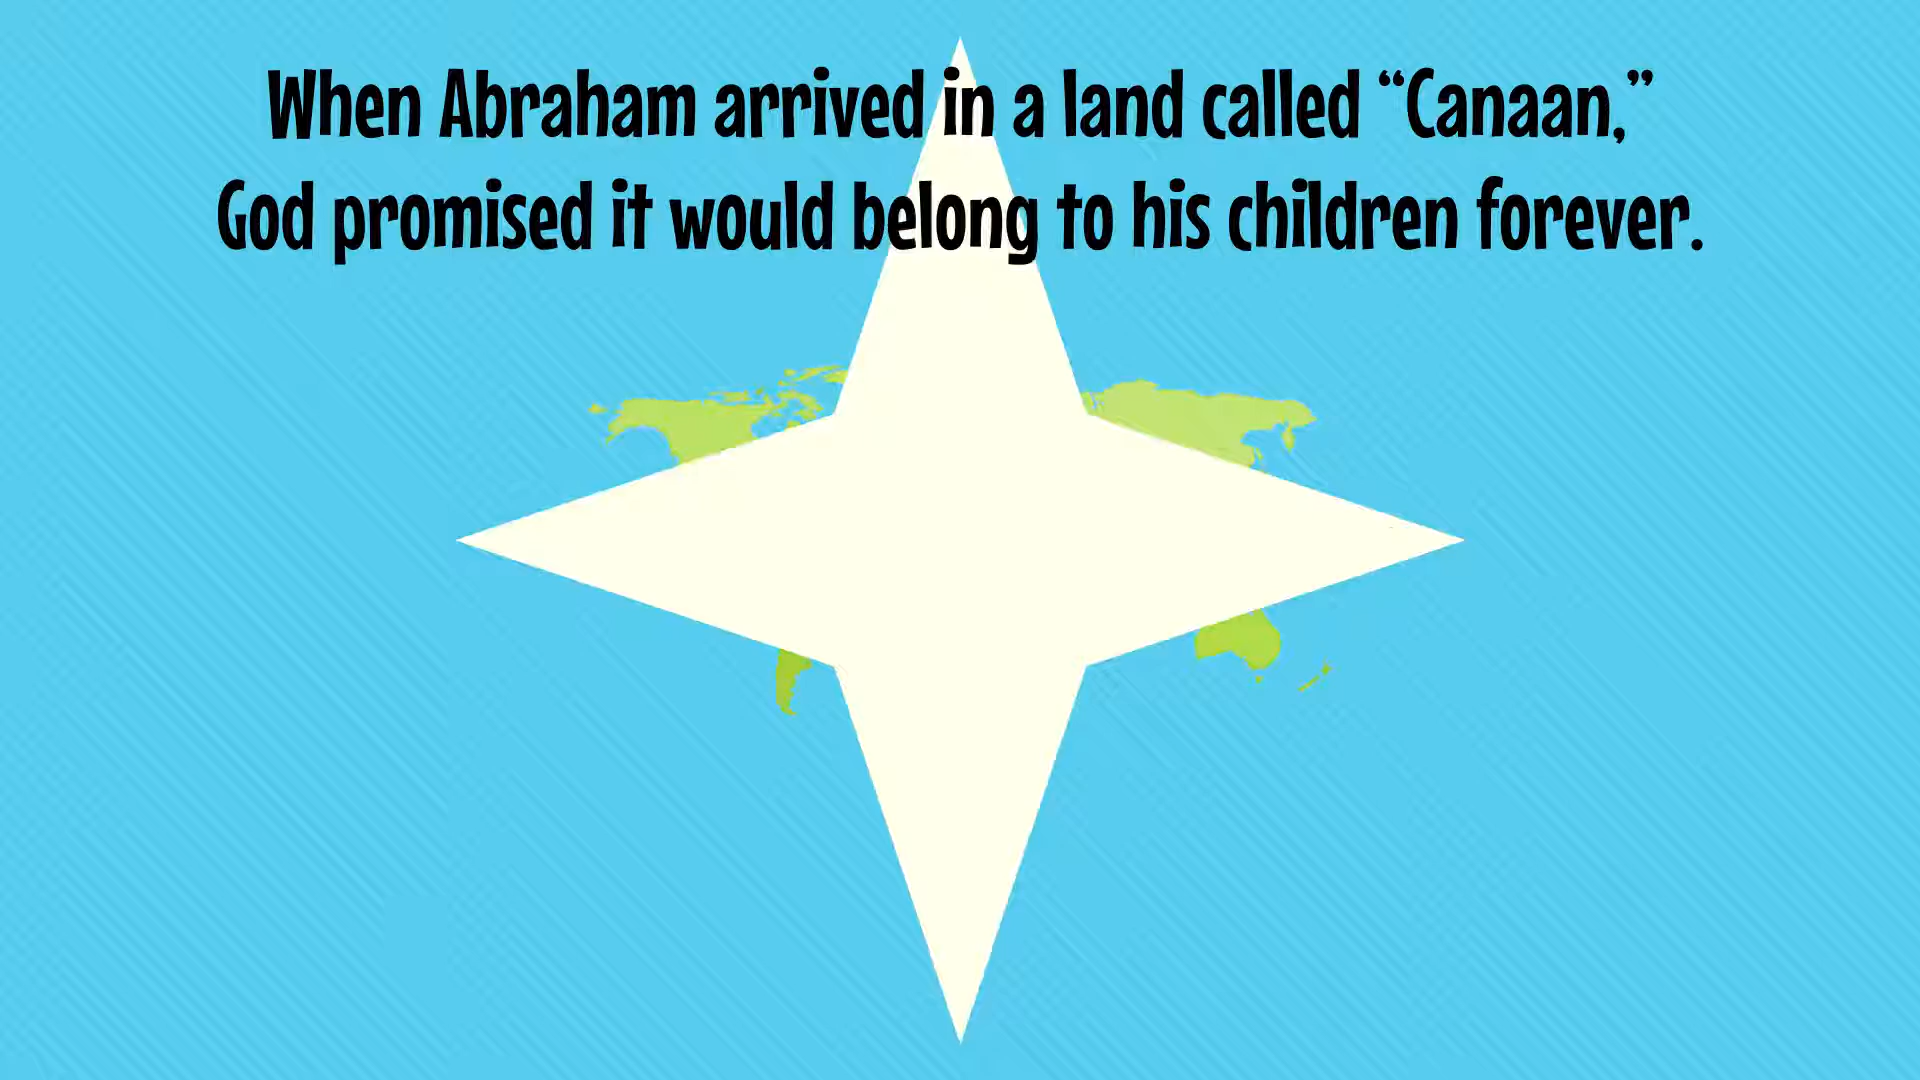 When Abraham arrived in a land called “Canaan,”
God promised it would belong to his children forever.